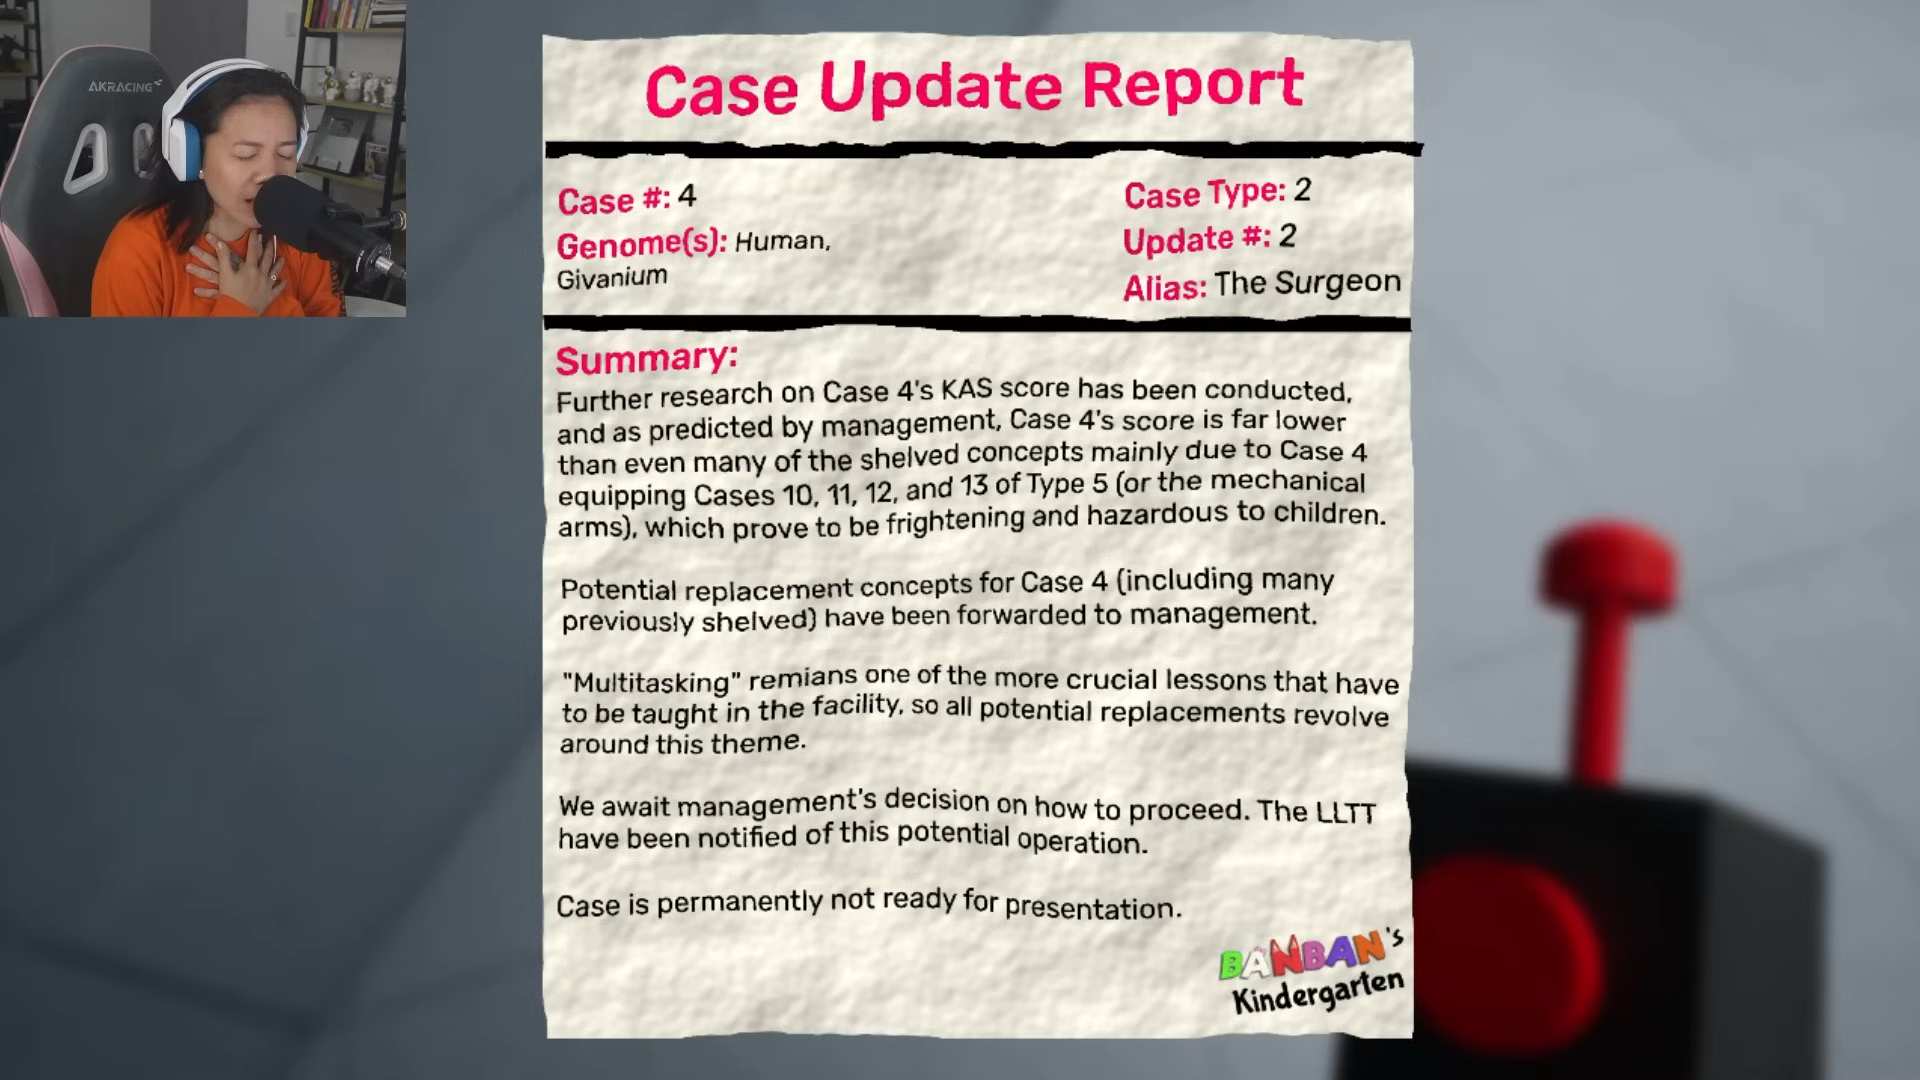 AKRACING
Case Update Report
Case #: 4
Genome(s): Human,
Givanium
Case Type: 2
Update #: 2
Alias: The Surgeon
Summary:
Further research on Case 4's KAS score has been conducted,
and as predicted by management, Case 4's score is far lower
than even many of the shelved concepts mainly due to Case 4
equipping Cases 10, 11, 12, and 13 of Type 5 (or the mechanical
arms), which prove to be frightening and hazardous to children.
Potential replacement concepts for Case 4 (including many
previously shelved) have been forwarded to management.
"Multitasking" remians one of the more crucial lessons that have
to be taught in the facility, so all potential replacements revolve
around this theme.
We await management's decision on how to proceed. The LLTT
have been notified of this potential operation.
Case is permanently not ready for presentation.
BANBAN's
Kindergarten